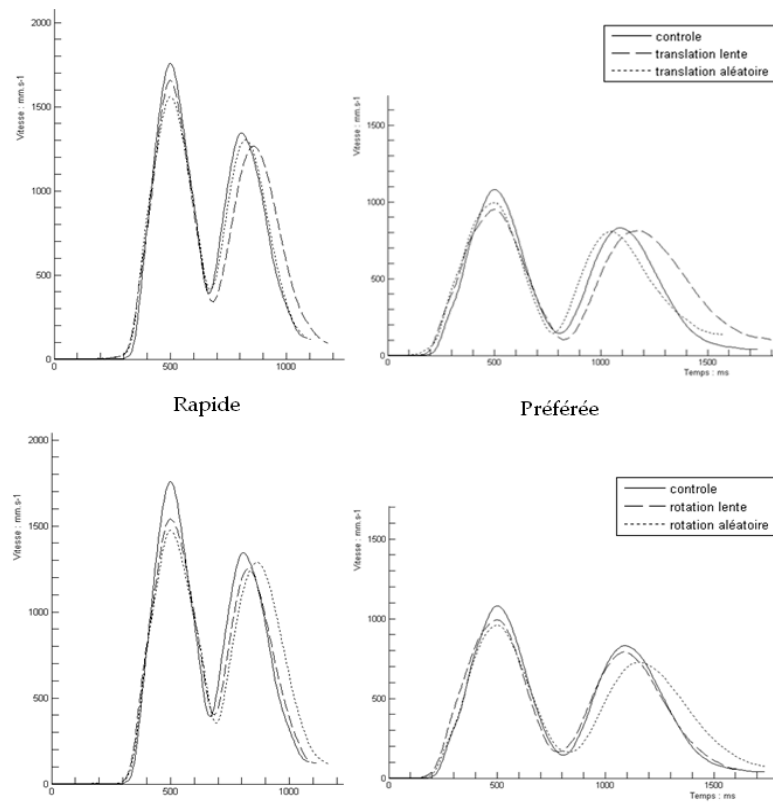 2000
1500
1000
500
0
Vitesse : mm.s-1
0
500
1000
controle
translation lente
translation aléatoire
1500
1000
500
0
Vitesse : mm.s-1
0
500
1000
1500
Temps : ms
Rapide
Préférée
2000
1500
1000
500
0
Vitesse : mm.s-1
0
500
1000
controle
rotation lente
rotation aléatoire
1500
1000
500
0
Vitesse : mm.s-1
0
500
1000
1500
Temps : ms